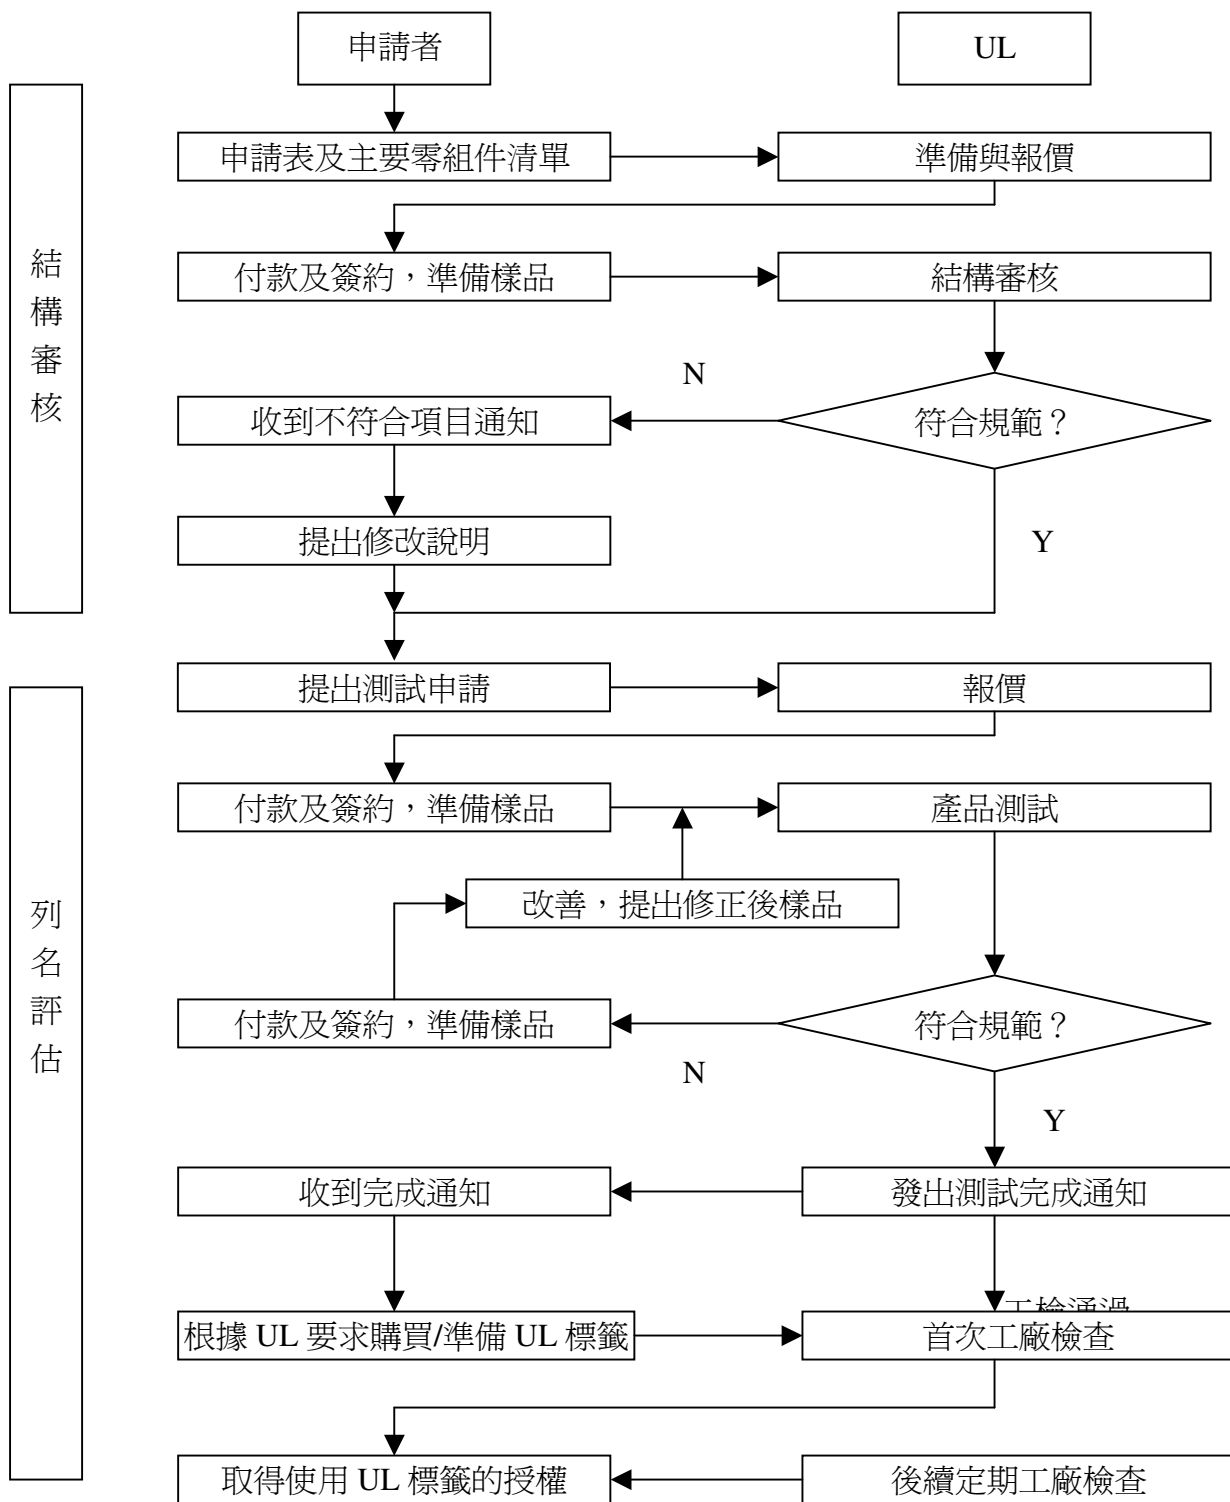 申請者
UL
結構審核
申請表及主要零組件清單
準備與報價
付款及簽約，準備樣品
結構審核
N
收到不符合項目通知
符合規範？
提出修改說明
Y
列名評估
提出測試申請
報價
付款及簽約，準備樣品
產品測試
改善，提出修正後樣品
付款及簽約，準備樣品
符合規範？
N
Y
收到完成通知
發出測試完成通知
工檢通過
根據 UL 要求購買/準備 UL 標籤
首次工廠檢查
取得使用 UL 標籤的授權
後續定期工廠檢查